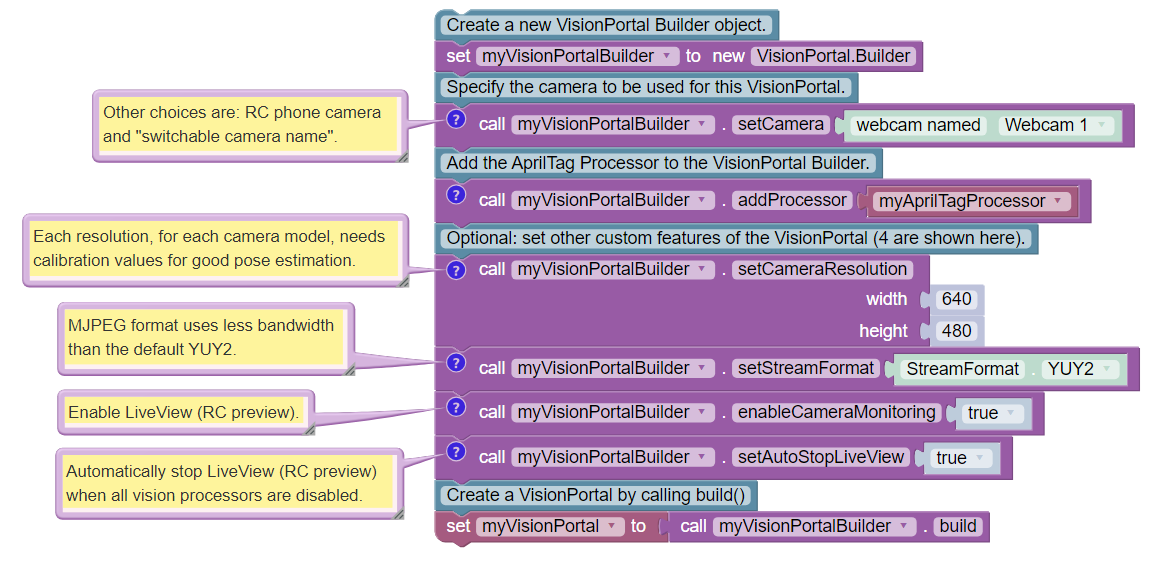 Create a new VisionPortal Builder object.
set myVisionPortalBuilder to new VisionPortal.Builder
Specify the camera to be used for this VisionPortal.
Other choices are: RC phone camera
and "switchable camera name".
? call myVisionPortalBuilder . setCamera webcam named Webcam 1
Add the AprilTag Processor to the VisionPortal Builder.
? call myVisionPortalBuilder . addProcessor myAprilTagProcessor
Optional: set other custom features of the VisionPortal (4 are shown here).
Each resolution, for each camera model, needs
calibration values for good pose estimation.
? call myVisionPortalBuilder . setCameraResolution
width 640
height 480
MJPEG format uses less bandwidth
than the default YUY2.
? call myVisionPortalBuilder . setStreamFormat StreamFormat . YUY2
Enable LiveView (RC preview).
? call myVisionPortalBuilder . enableCameraMonitoring true
Automatically stop LiveView (RC preview)
when all vision processors are disabled.
? call myVisionPortalBuilder . setAutoStopLiveView true
Create a VisionPortal by calling build()
set myVisionPortal to call myVisionPortalBuilder . build